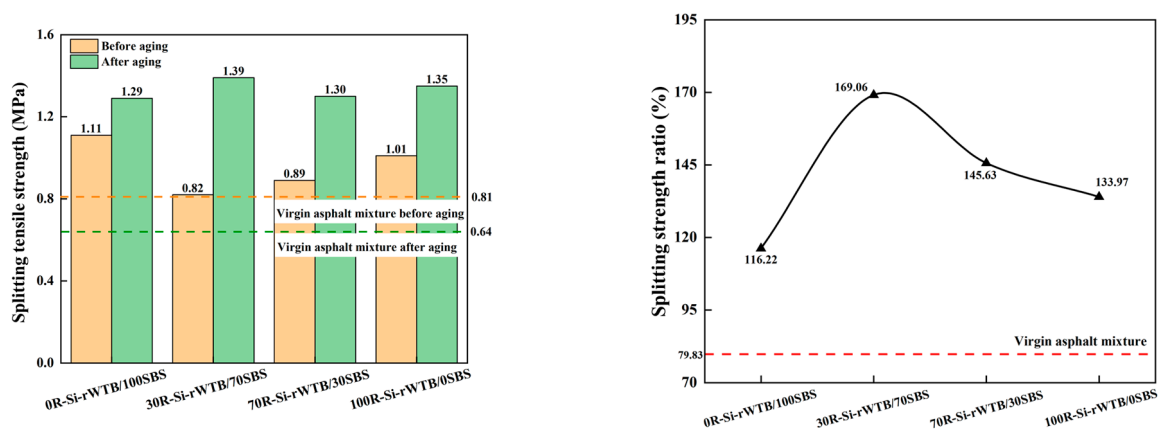 Splitting tensile strength (MPa)
1.6
1.2
0.8
0.4
0.0
Before aging
After aging
1.11
1.29
0.82
1.39
0.89
1.30
1.01
1.35
0.81
Virgin asphalt mixture before aging
0.64
Virgin asphalt mixture after aging
0R-Si-rWTB/100SBS
30R-Si-rWTB/70SBS
70R-Si-rWTB/30SBS
100R-Si-rWTB/0SBS
Splitting strength ratio (%)
195
170
145
120
95
79.83
70
116.22
169.06
145.63
133.97
Virgin asphalt mixture
0R-Si-rWTB/100SBS
30R-Si-rWTB/70SBS
70R-Si-rWTB/30SBS
100R-Si-rWTB/0SBS